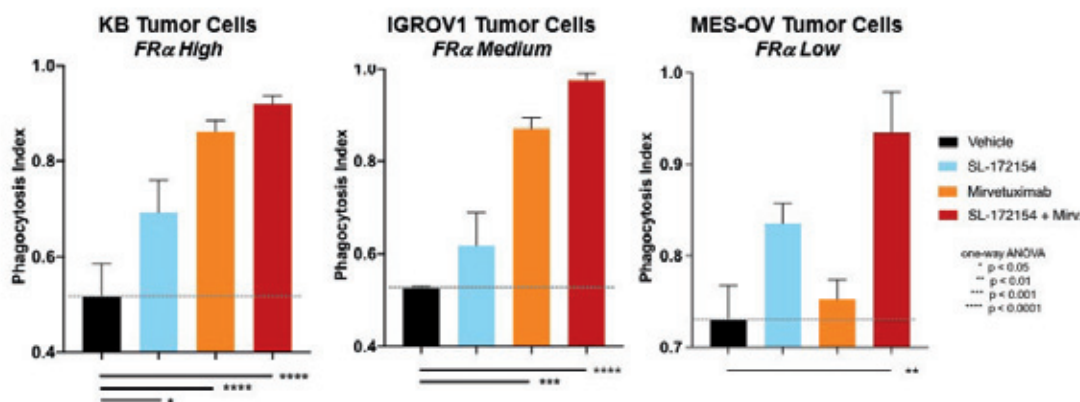 KB Tumor Cells
FRα High
Phagocytosis Index
1.0
0.8
0.6
0.4
****
****
*
IGROV1 Tumor Cells
FRα Medium
Phagocytosis Index
1.0
0.8
0.6
0.4
****
***
MES-OV Tumor Cells
FRα Low
Phagocytosis Index
1.0
0.9
0.8
0.7
**
Vehicle
SL-172154
Mirvetuximab
SL-172154 + Mirv
one-way ANOVA
* p < 0.05
** p < 0.01
*** p < 0.001
**** p < 0.0001